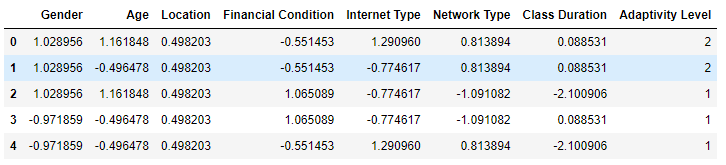 Gender Age Location Financial Condition Internet Type Network Type Class Duration Adaptivity Level
0 1.028956 1.161848 0.498203 -0.551453 1.290960 0.813894 0.088531 2
1 1.028956 -0.496478 0.498203 -0.551453 -0.774617 0.813894 0.088531 2
2 1.028956 1.161848 0.498203 1.065089 -0.774617 -1.091082 -2.100906 1
3 -0.971859 -0.496478 0.498203 1.065089 -0.774617 -1.091082 0.088531 1
4 -0.971859 -0.496478 0.498203 -0.551453 1.290960 0.813894 -2.100906 1